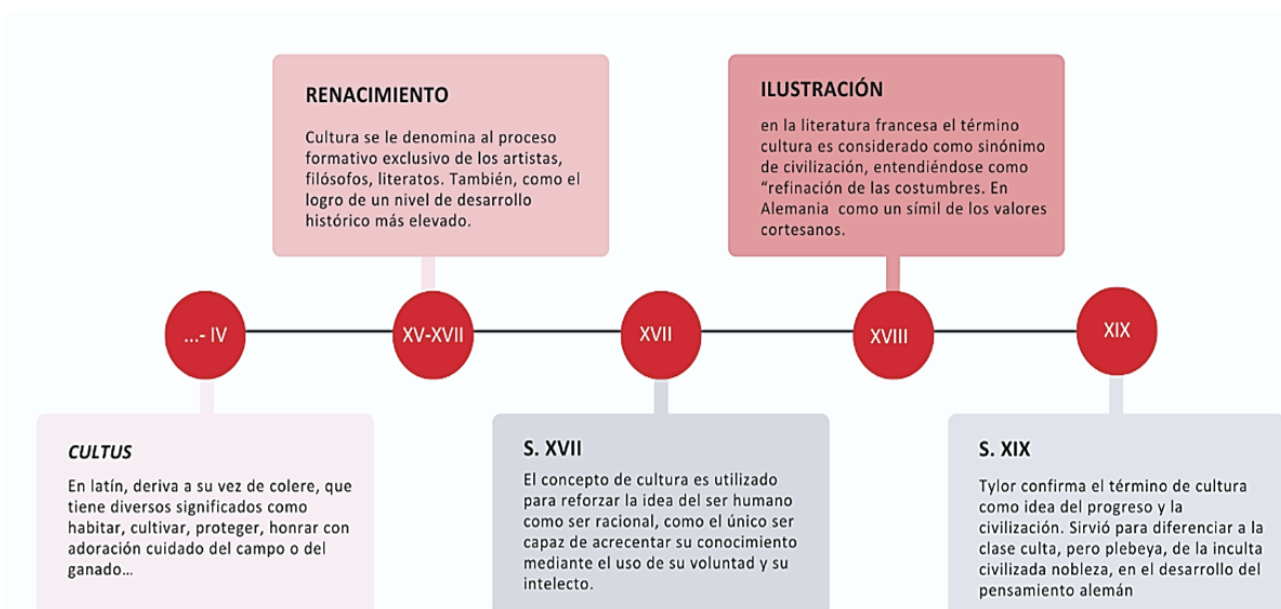 RENACIMIENTO
Cultura se le denomina al proceso
formativo exclusivo de los artistas,
filósofos, literatos. También, como el
logro de un nivel de desarrollo
histórico más elevado.
ILUSTRACIÓN
en la literatura francesa el término
cultura es considerado como sinónimo
de civilización, entendiéndose como
“refinación de las costumbres. En
Alemania como un símil de los valores
cortesanos.
...- IV
XV-XVII
XVII
XVIII
XIX
CULTUS
En latín, deriva a su vez de colere, que
tiene diversos significados como
habitar, cultivar, proteger, honrar con
adoración cuidado del campo o del
ganado...
S. XVII
El concepto de cultura es utilizado
para reforzar la idea del ser humano
como ser racional, como el único ser
capaz de acrecentar su conocimiento
mediante el uso de su voluntad y su
intelecto.
S. XIX
Tylor confirma el término de cultura
como idea del progreso y la
civilización. Sirvió para diferenciar a la
clase culta, pero plebeya, de la inculta
civilizada nobleza, en el desarrollo del
pensamiento alemán